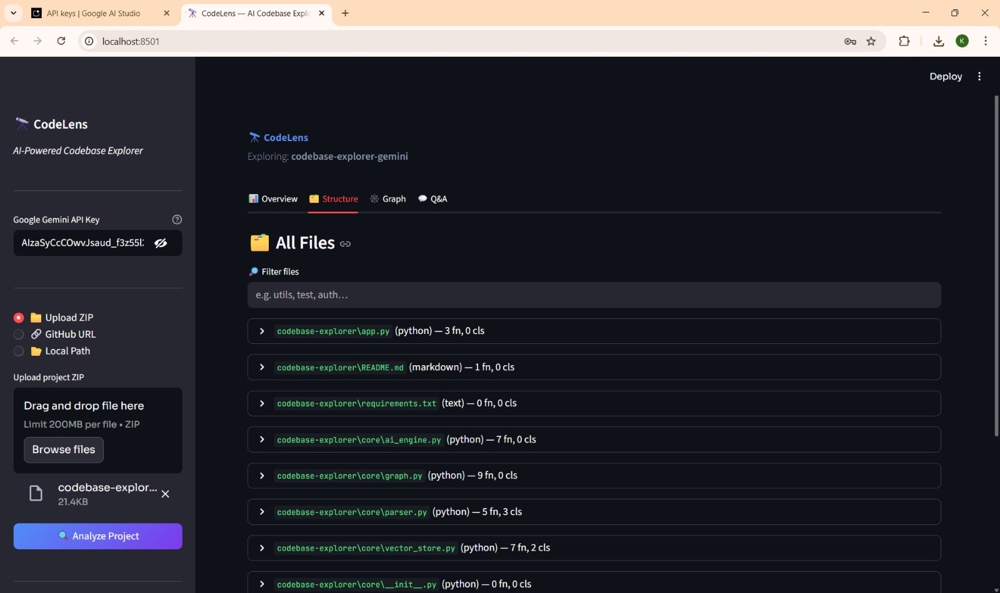 API keys | Google AI Studio
CodeLens — AI Codebase Expl
localhost:8501
K
Deploy
CodeLens
AI-Powered Codebase Explorer
Google Gemini API Key
Upload ZIP
GitHub URL
Local Path
Upload project ZIP
Drag and drop file here
Limit 200MB per file • ZIP
Browse files
codebase-explor...
21.4KB
Analyze Project
CodeLens
Exploring: codebase-explorer-gemini
Overview
Structure
Graph
Q&A
All Files
Filter files
e.g. utils, test, auth…
codebase-explorer\app.py (python) — 3 fn, 0 cls
codebase-explorer\README.md (markdown) — 1 fn, 0 cls
codebase-explorer\requirements.txt (text) — 0 fn, 0 cls
codebase-explorer\core\ai_engine.py (python) — 7 fn, 0 cls
codebase-explorer\core\graph.py (python) — 9 fn, 0 cls
codebase-explorer\core\parser.py (python) — 5 fn, 3 cls
codebase-explorer\core\vector_store.py (python) — 7 fn, 2 cls
codebase-explorer\core\__init__.py (python) — 0 fn, 0 cls